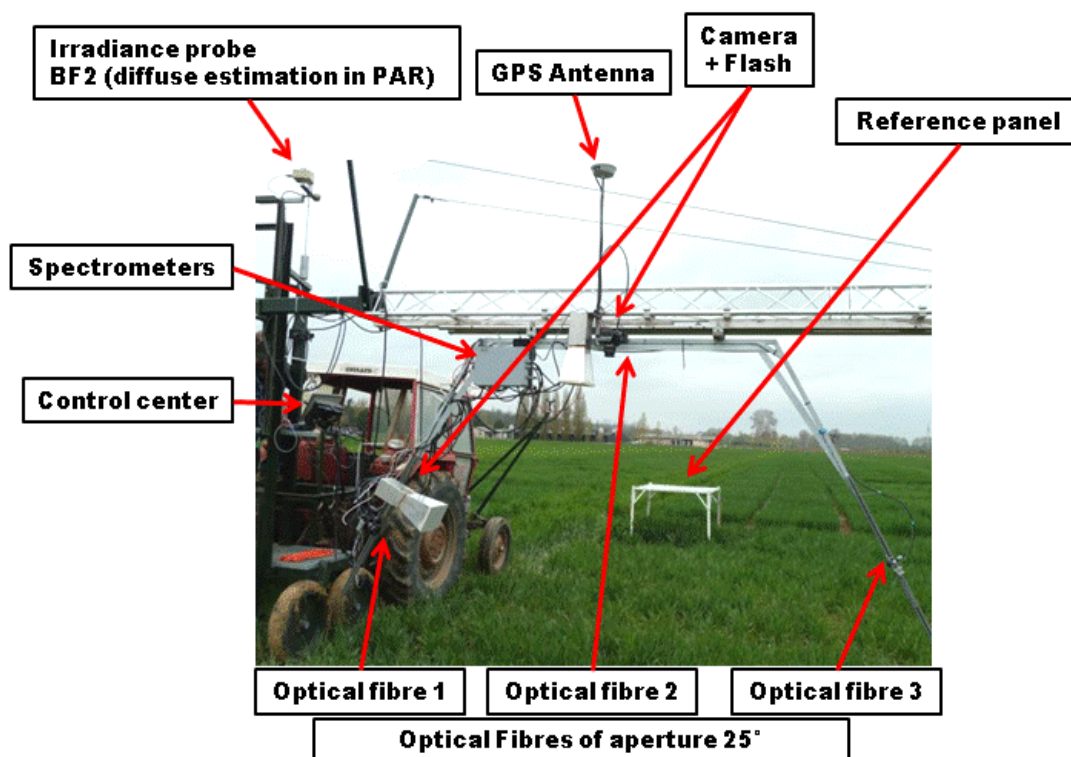 Irradiance probe
BF2 (diffuse estimation in PAR)
GPS Antenna
Camera
+ Flash
Reference panel
Spectrometers
Control center
Optical fibre 1
Optical fibre 2
Optical fibre 3
Optical Fibres of aperture 25°